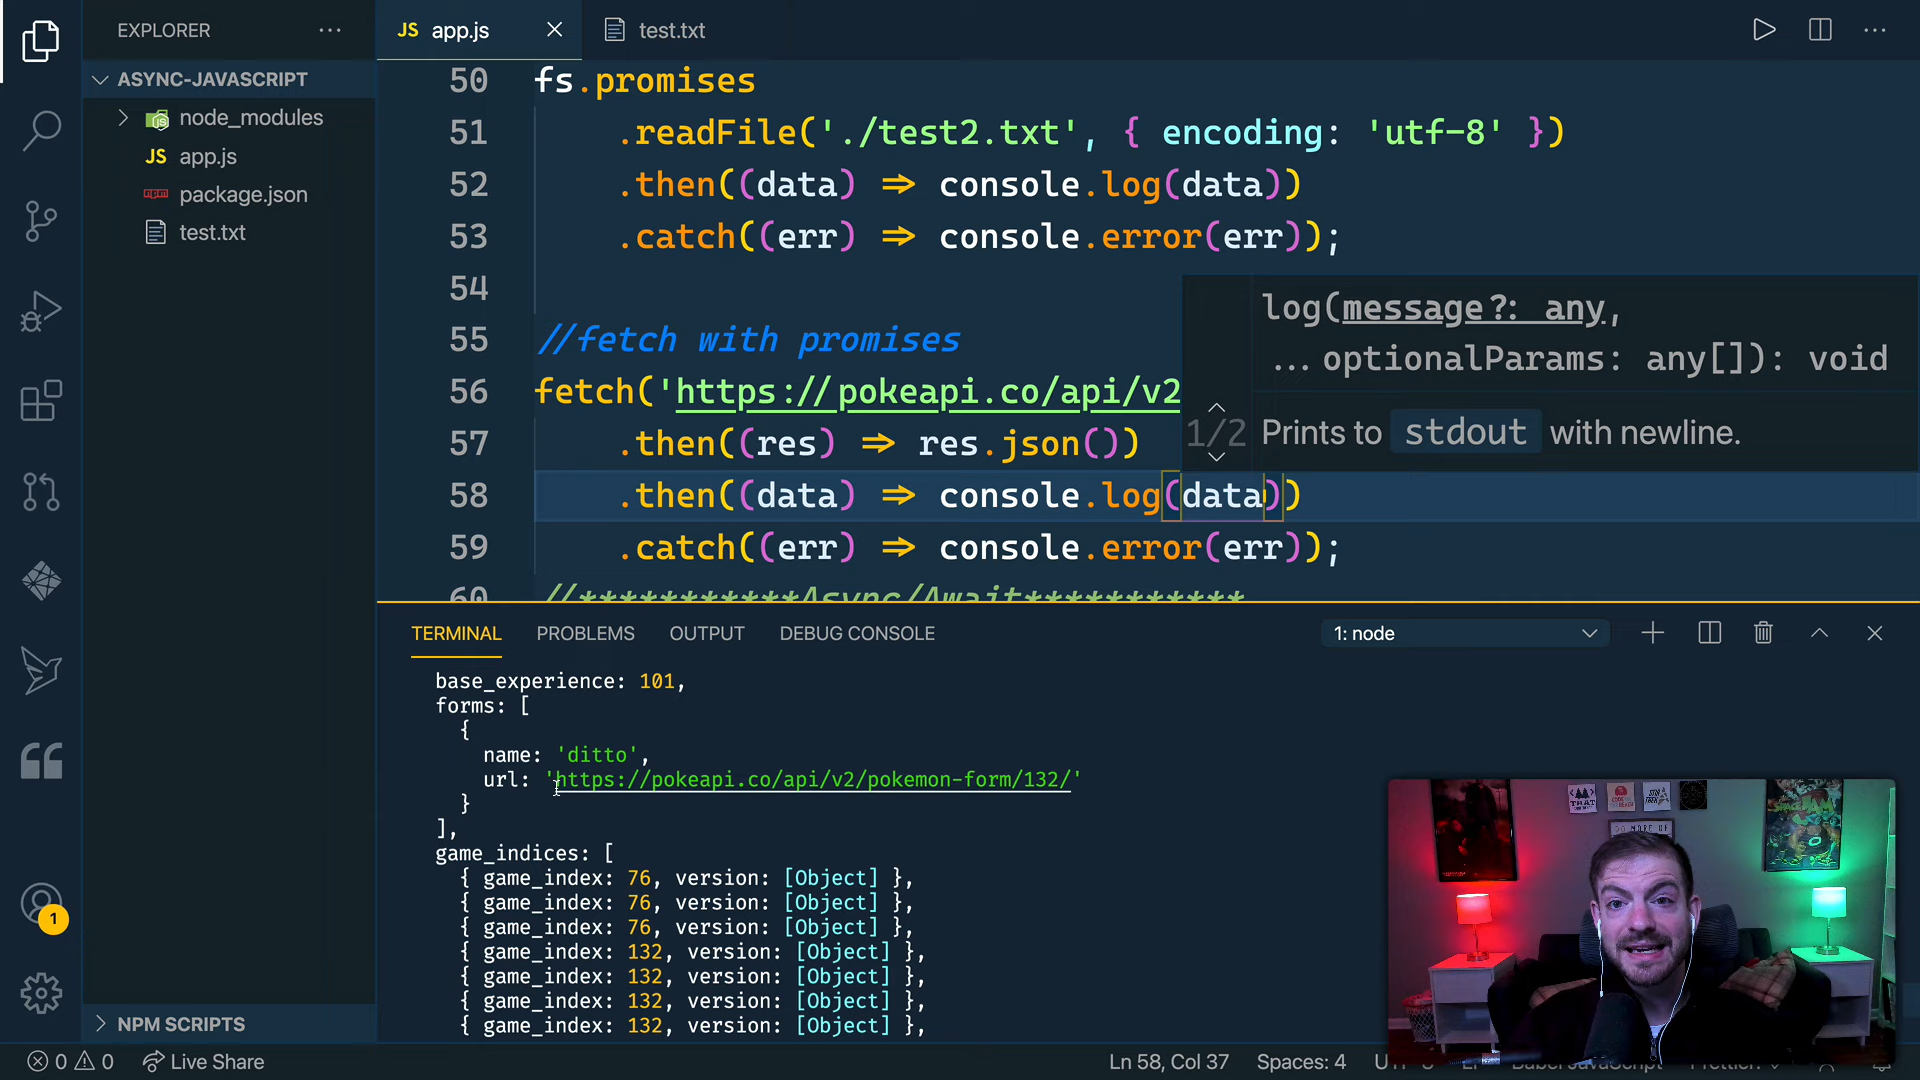 EXPLORER
ASYNC-JAVASCRIPT
node_modules
JS app.js
package.json
test.txt
NPM SCRIPTS
JS app.js
test.txt
50 fs.promises
51 .readFile('./test2.txt', { encoding: 'utf-8' })
52 .then((data) => console.log(data))
53 .catch((err) => console.error(err));
54
55 //fetch with promises
56 fetch('https://pokeapi.co/api/v2
57 .then((res) => res.json())
58 .then((data) => console.log(data))
59 .catch((err) => console.error(err));
60 //***********Async/Await***********
log(message?: any,
... optionalParams: any[]): void
1/2 Prints to stdout with newline.
TERMINAL PROBLEMS OUTPUT DEBUG CONSOLE 1: node
base_experience: 101,
forms: [
{
name: 'ditto',
url: 'https://pokeapi.co/api/v2/pokemon-form/132/'
}
],
game_indices: [
{ game_index: 76, version: [Object] },
{ game_index: 76, version: [Object] },
{ game_index: 76, version: [Object] },
{ game_index: 132, version: [Object] },
{ game_index: 132, version: [Object] },
{ game_index: 132, version: [Object] },
{ game_index: 132, version: [Object] },
1
0 0 Live Share Ln 58, Col 37 Spaces: 4